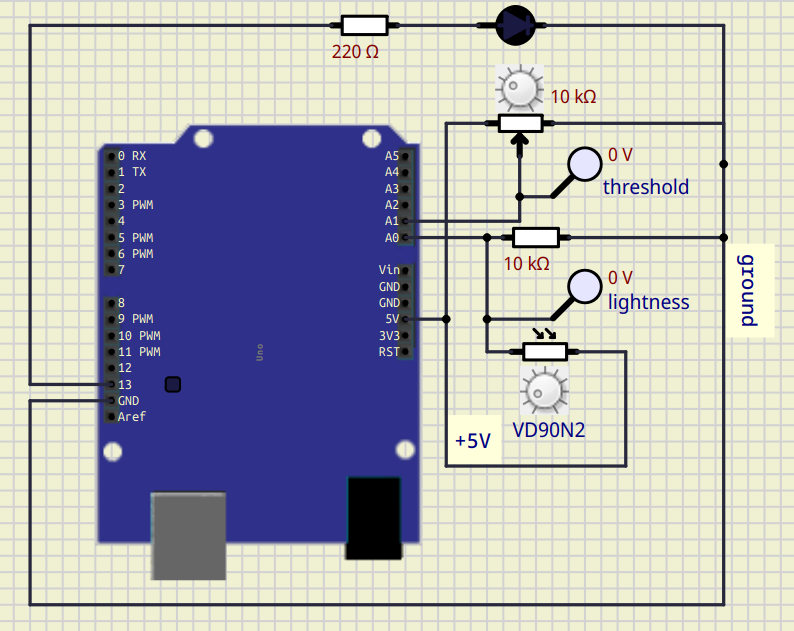 220 Ω
10 kΩ
0 V
threshold
10 kΩ
0 V
lightness
VD90N2
+5V
ground
Uno
0 RX
1 TX
2
3 PWM
4
5 PWM
6 PWM
7
8
9 PWM
10 PWM
11 PWM
12
13
GND
Aref
A5
A4
A3
A2
A1
A0
Vin
GND
GND
5V
3V3
RST